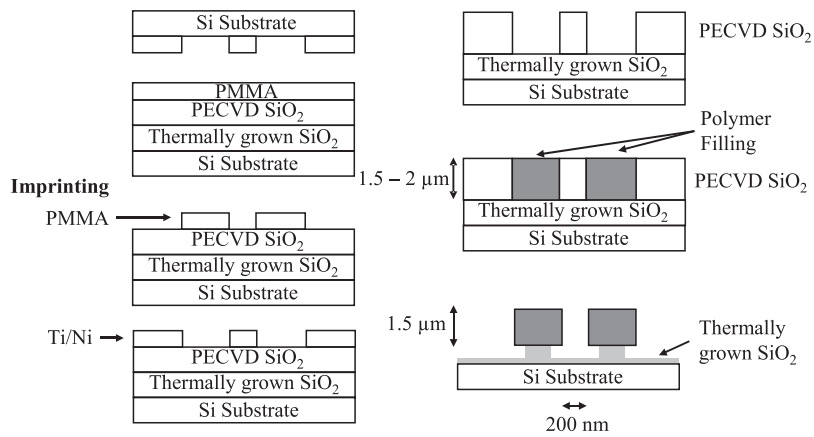 Si Substrate
PMMA
PECVD SiO₂
Thermally grown SiO₂
Si Substrate
Imprinting
PMMA
PECVD SiO₂
Thermally grown SiO₂
Si Substrate
Ti/Ni
PECVD SiO₂
Thermally grown SiO₂
Si Substrate
PECVD SiO₂
Thermally grown SiO₂
Si Substrate
Polymer
Filling
1.5 – 2 µm
PECVD SiO₂
Thermally grown SiO₂
Si Substrate
1.5 µm
Thermally
grown SiO₂
Si Substrate
200 nm